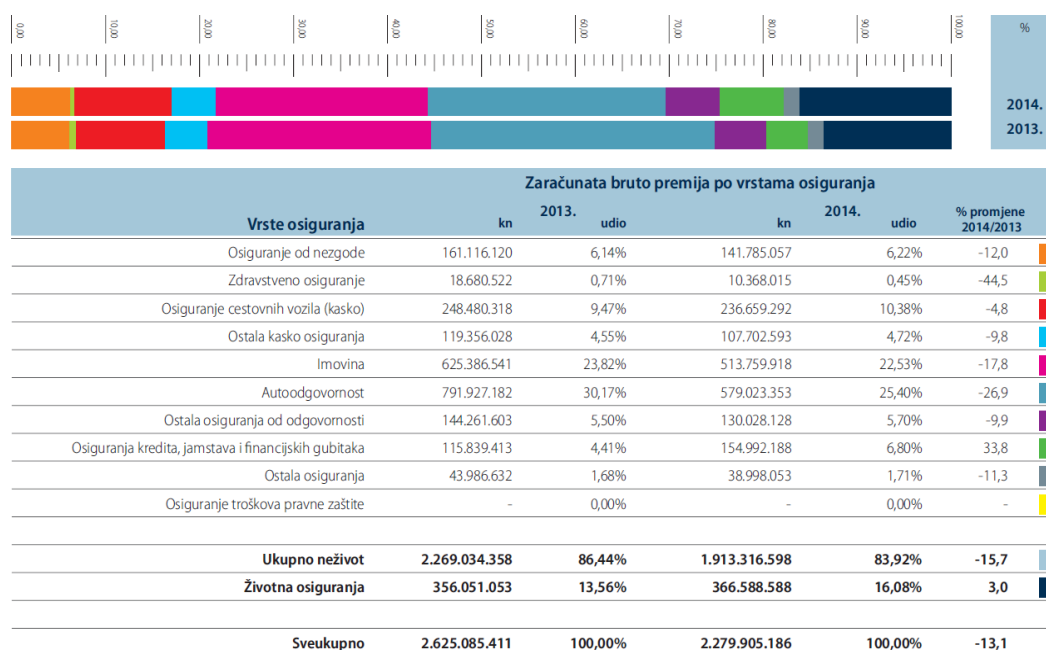 0,00 10,00 20,00 30,00 40,00 50,00 60,00 70,00 80,00 90,00 100,00 %
2014.
2013.
Zaračunata bruto premija po vrstama osiguranja
Vrste osiguranja kn 2013. udio kn 2014. udio % promjene 2014/2013
Osiguranje od nezgode 161.116.120 6,14% 141.785.057 6,22% -12,0
Zdravstveno osiguranje 18.680.522 0,71% 10.368.015 0,45% -44,5
Osiguranje cestovnih vozila (kasko) 248.480.318 9,47% 236.659.292 10,38% -4,8
Ostala kasko osiguranja 119.356.028 4,55% 107.702.593 4,72% -9,8
Imovina 625.386.541 23,82% 513.759.918 22,53% -17,8
Autoodgovornost 791.927.182 30,17% 579.023.353 25,40% -26,9
Ostala osiguranja od odgovornosti 144.261.603 5,50% 130.028.128 5,70% -9,9
Osiguranja kredita, jamstava i financijskih gubitaka 115.839.413 4,41% 154.992.188 6,80% 33,8
Ostala osiguranja 43.986.632 1,68% 38.998.053 1,71% -11,3
Osiguranje troškova pravne zaštite - 0,00% - 0,00% -
Ukupno neživot 2.269.034.358 86,44% 1.913.316.598 83,92% -15,7
Životna osiguranja 356.051.053 13,56% 366.588.588 16,08% 3,0
Sveukupno 2.625.085.411 100,00% 2.279.905.186 100,00% -13,1